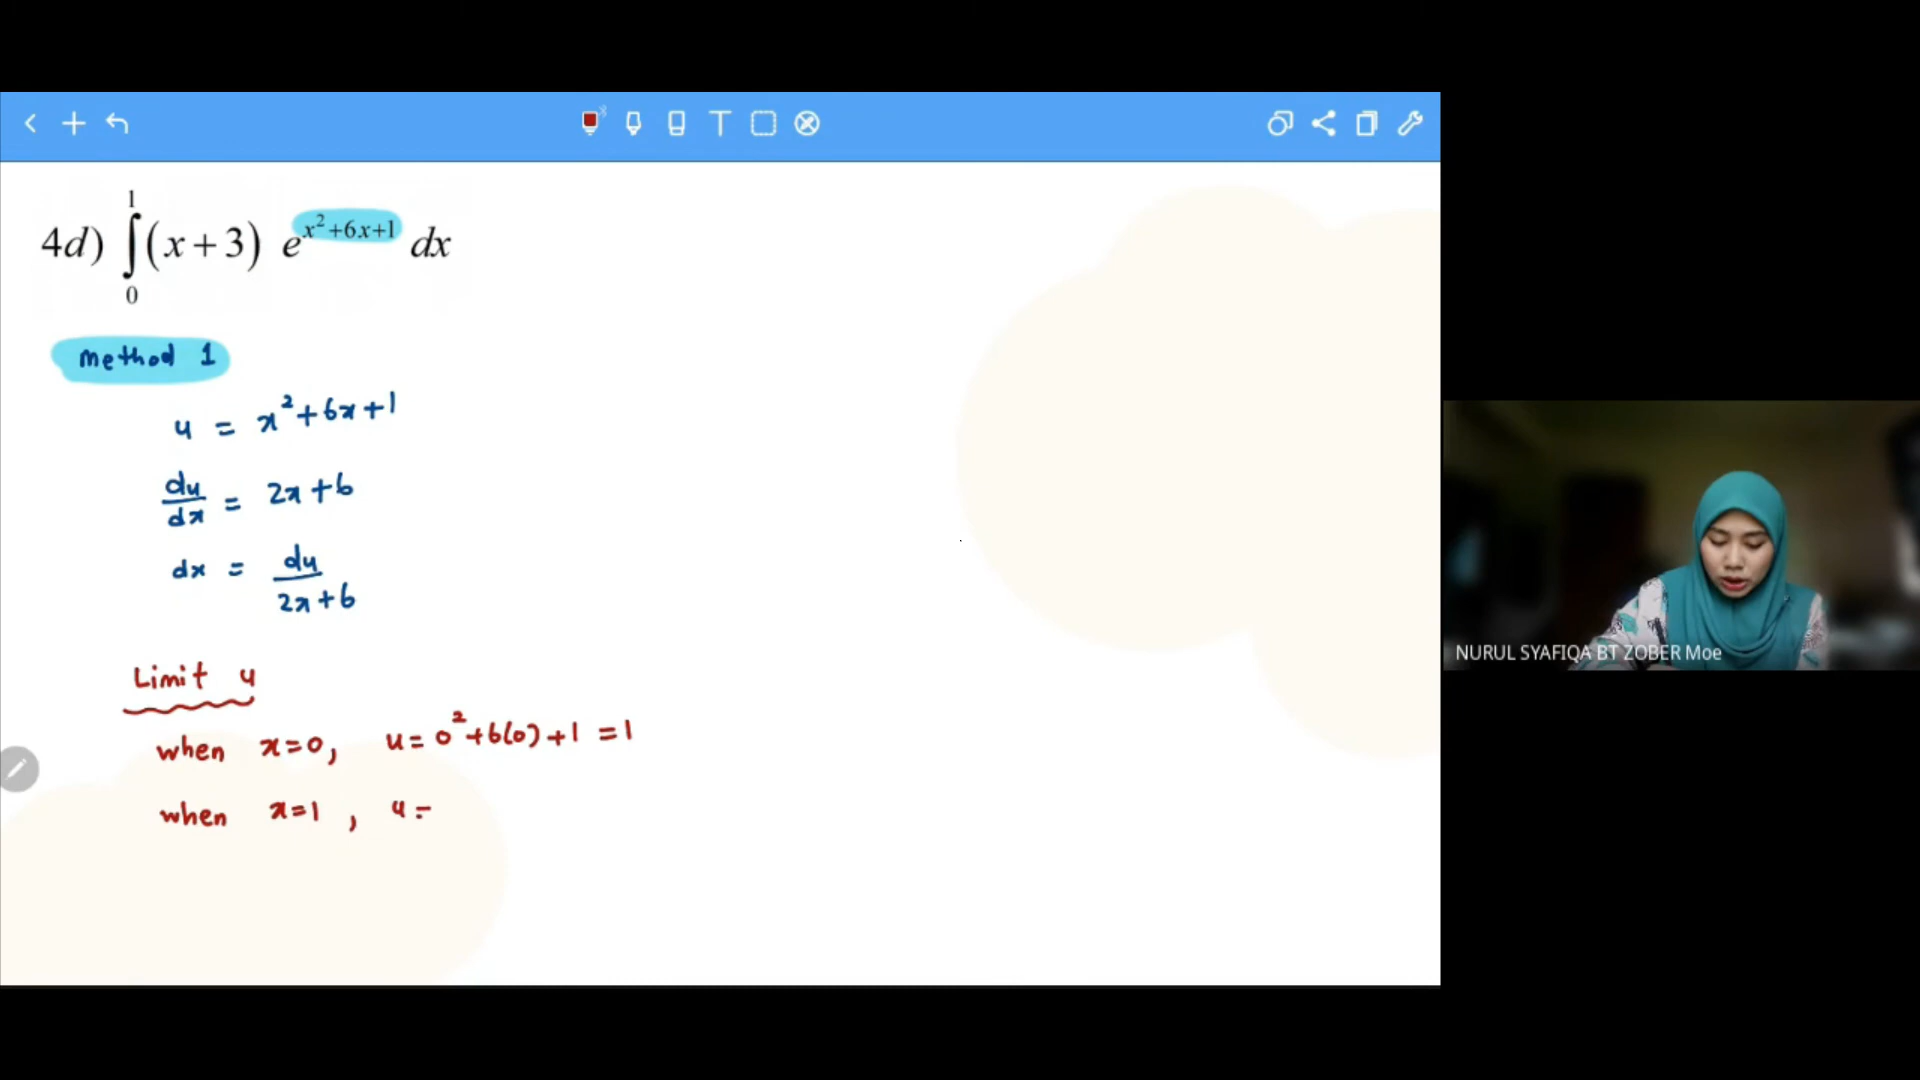 4d) ∫₀¹ (x+3) e^{x²+6x+1} dx
method 1
u = x²+6x+1
du/dx = 2x+6
dx = du/2x+6
Limit u
when x=0, u= 0²+6(0)+1 =1
when x=1 , u=
NURUL SYAFIQA BT ZOBER Moe